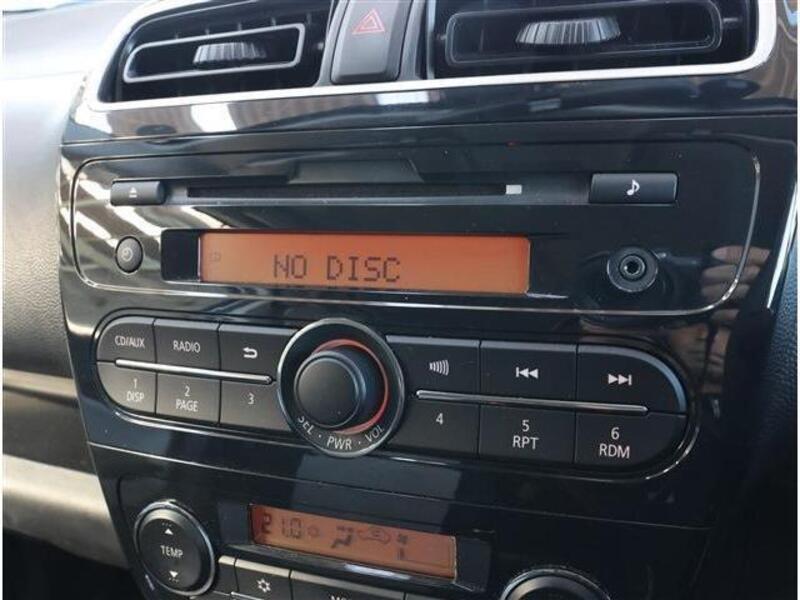 NO DISC
CD/AUX RADIO
1 2 3 4 5 6
DISP PAGE RPT RDM
SEL · PWR · VOL
21.0
TEMP